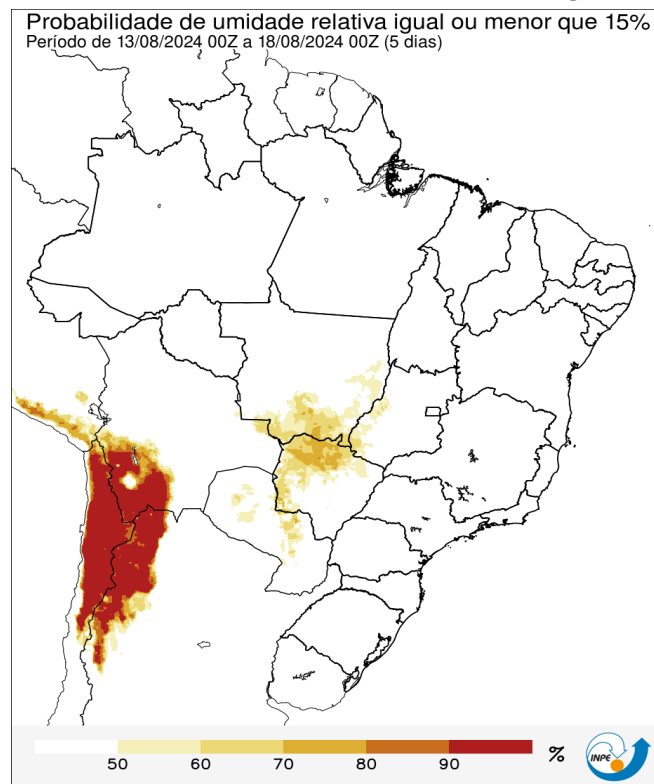 Probabilidade de umidade relativa igual ou menor que 15%
Período de 13/08/2024 00Z a 18/08/2024 00Z (5 dias)
50 60 70 80 90 %
INPE